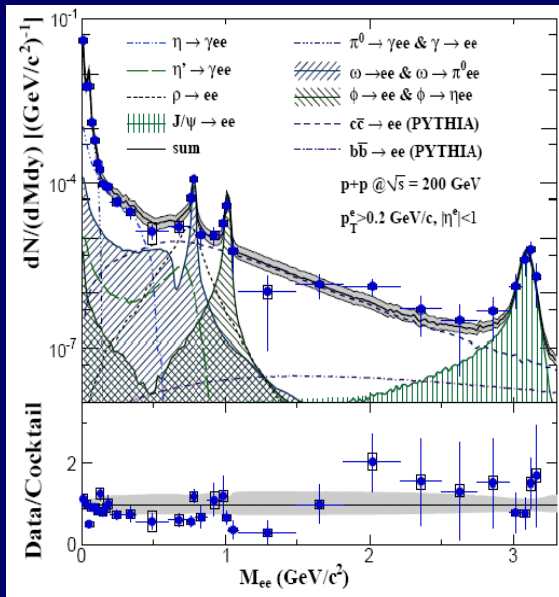 dN/(dMdy) [(GeV/c²)⁻¹]
10⁻¹
10⁻⁴
10⁻⁷
η → γee
η' → γee
ρ → ee
J/ψ → ee
sum
π⁰ → γee & γ → ee
ω →ee & ω → π⁰ee
ϕ → ee & ϕ → ηee
cc̄ → ee (PYTHIA)
bb̄ → ee (PYTHIA)
p+p @√s = 200 GeV
pᵉ_T>0.2 GeV/c, |ηᵉ|<1
Data/Cocktail
2
0
0 1 2 3
M_ee (GeV/c²)